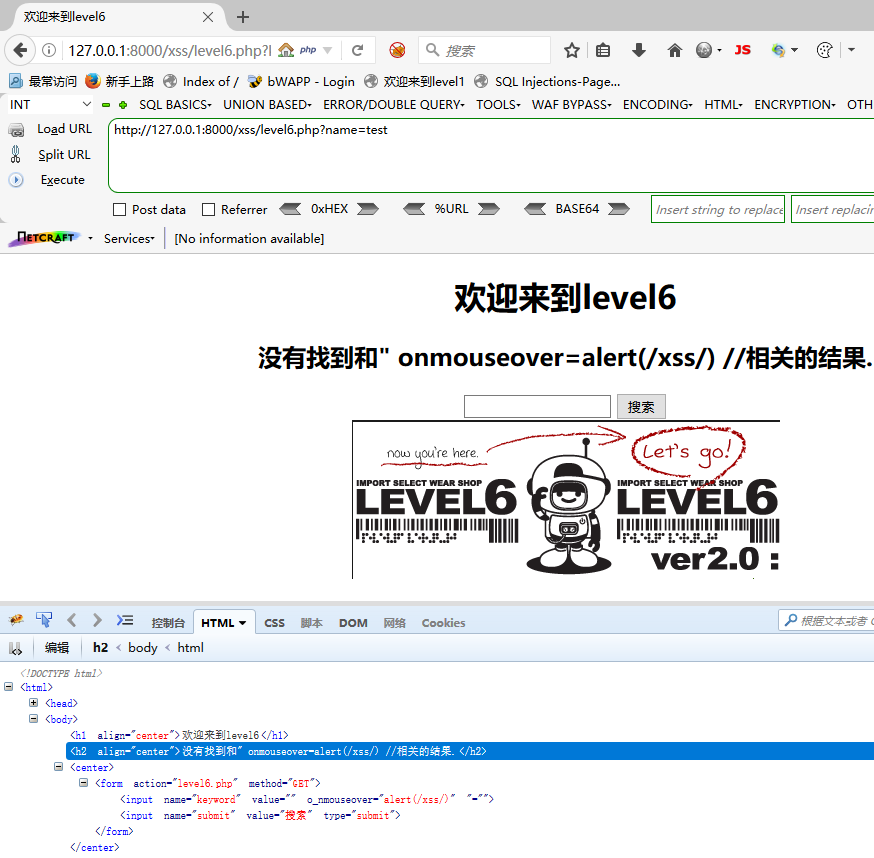 欢迎来到level6
127.0.0.1:8000/xss/level6.php?l php 搜索 JS
最常访问 新手上路 Index of / bWAPP - Login 欢迎来到level1 SQL Injections-Page...
INT SQL BASICS UNION BASED ERROR/DOUBLE QUERY TOOLS WAF BYPASS ENCODING HTML ENCRYPTION OTH
Load URL http://127.0.0.1:8000/xss/level6.php?name=test
Split URL
Execute
Post data Referrer 0xHEX %URL BASE64 Insert string to replace Insert replacin
NETCRAFT Services [No information available]
欢迎来到level6
没有找到和" onmouseover=alert(/xss/) //相关的结果.
搜索
now you're here. Let's go!
IMPORT SELECT WEAR SHOP IMPORT SELECT WEAR SHOP
LEVEL6 LEVEL6
ver2.0 :
控制台 HTML CSS 脚本 DOM 网络 Cookies 根据文本或者 C
编辑 h2 < body < html
<!DOCTYPE html>
<html>
<head>
<body>
<h1 align="center">欢迎来到level6</h1>
<h2 align="center">没有找到和" onmouseover=alert(/xss/) //相关的结果.</h2>
<center>
<form action="level6.php" method="GET">
<input name="keyword" value="" o_nmouseover="alert(/xss/)" "="">
<input name="submit" value="搜索" type="submit">
</form>
</center>